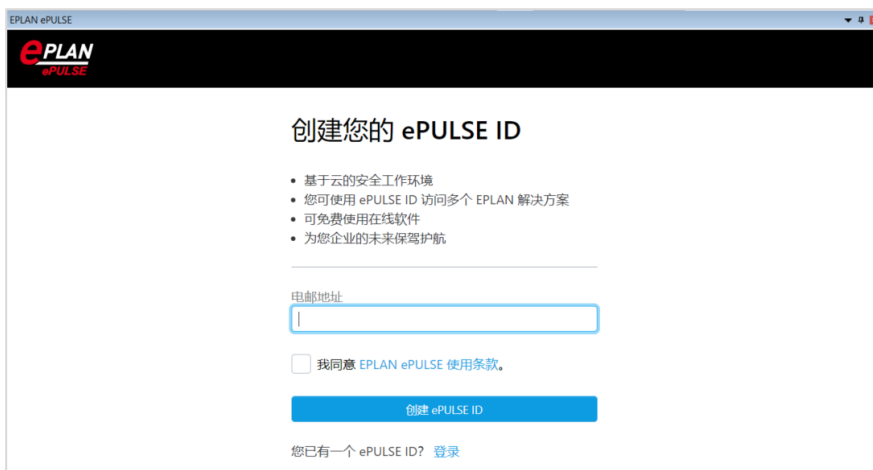 EPLAN ePULSE
ePLAN
ePULSE
创建您的 ePULSE ID
基于云的安全工作环境
您可使用 ePULSE ID 访问多个 EPLAN 解决方案
可免费使用在线软件
为您企业的未来保驾护航
电邮地址
我同意 EPLAN ePULSE 使用条款。
创建 ePULSE ID
您已有一个 ePULSE ID? 登录